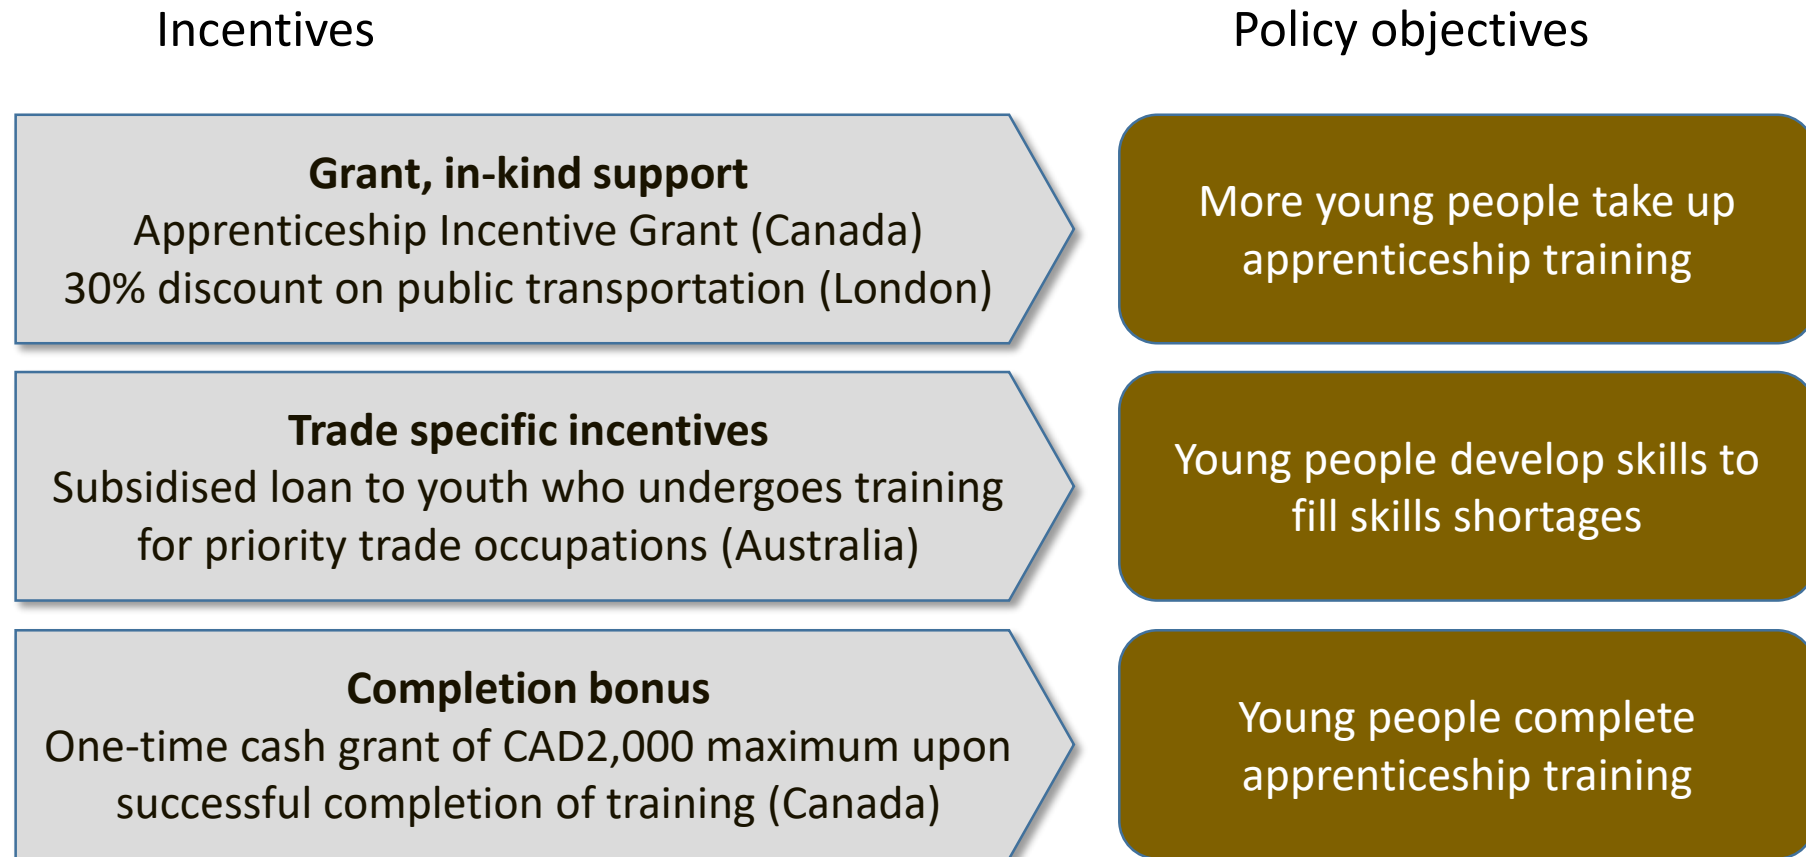 Incentives
Policy objectives
Grant, in-kind support
Apprenticeship Incentive Grant (Canada)
30% discount on public transportation (London)
More young people take up
apprenticeship training
Trade specific incentives
Subsidised loan to youth who undergoes training
for priority trade occupations (Australia)
Young people develop skills to
fill skills shortages
Completion bonus
One-time cash grant of CAD2,000 maximum upon
successful completion of training (Canada)
Young people complete
apprenticeship training